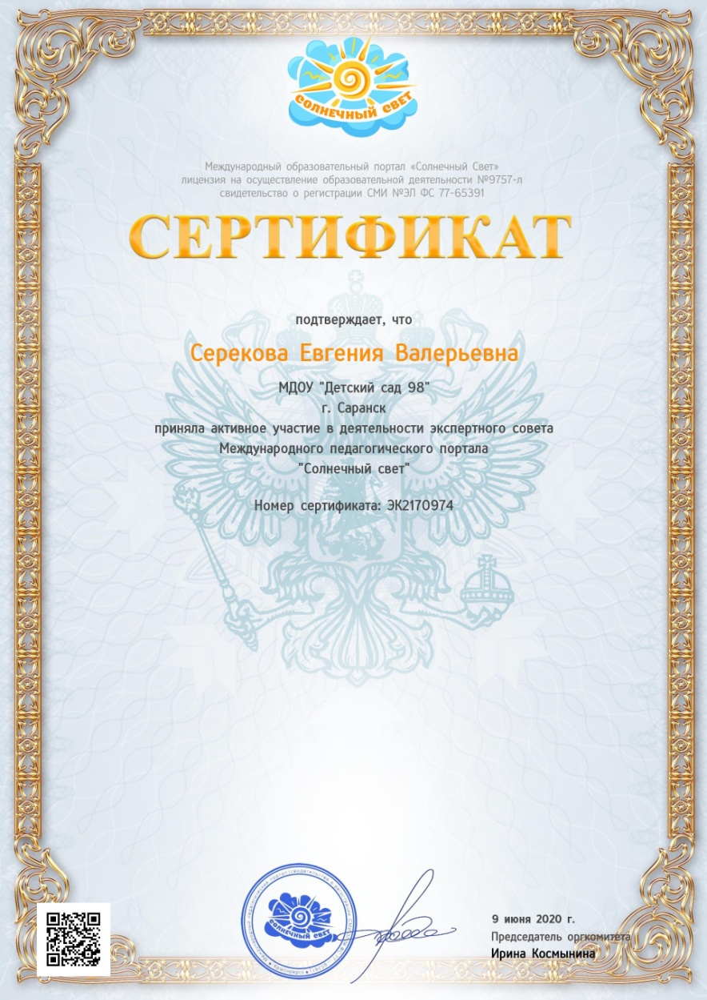 СОЛНЕЧНЫЙ СВЕТ
Международный образовательный портал «Солнечный Свет»
лицензия на осуществление образовательной деятельности №9757-л
свидетельство о регистрации СМИ №ЭЛ ФС 77-65391
СЕРТИФИКАТ
подтверждает, что
Серекова Евгения Валерьевна
МДОУ "Детский сад 98"
г. Саранск
приняла активное участие в деятельности экспертного совета
Международного педагогического портала
"Солнечный свет"
Номер сертификата: ЭК2170974
СОЛНЕЧНЫЙ СВЕТ
Красноярск
9 июня 2020 г.
Председатель оргкомитета
Ирина Космынина